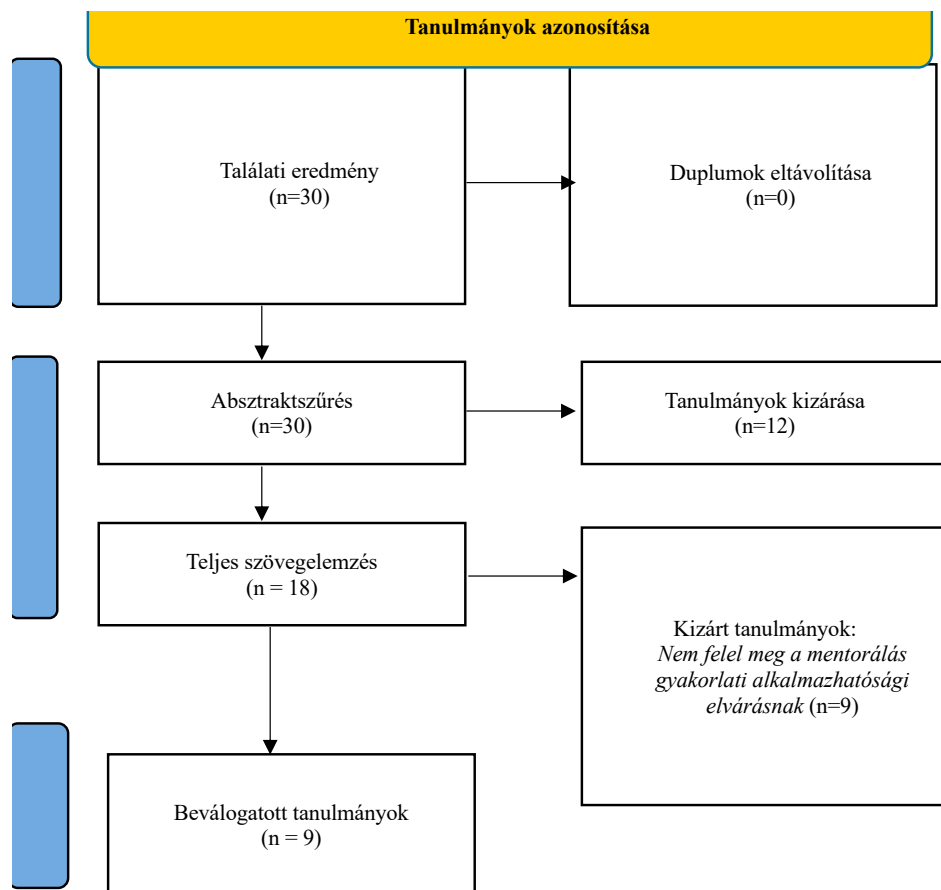 Tanulmányok azonosítása
Találati eredmény
(n=30)
Duplumok eltávolítása
(n=0)
Absztraktszűrés
(n=30)
Tanulmányok kizárása
(n=12)
Teljes szövegelemzés
(n = 18)
Kizárt tanulmányok:
Nem felel meg a mentorálás
gyakorlati alkalmazhatósági
elvárásnak (n=9)
Beválogatott tanulmányok
(n = 9)